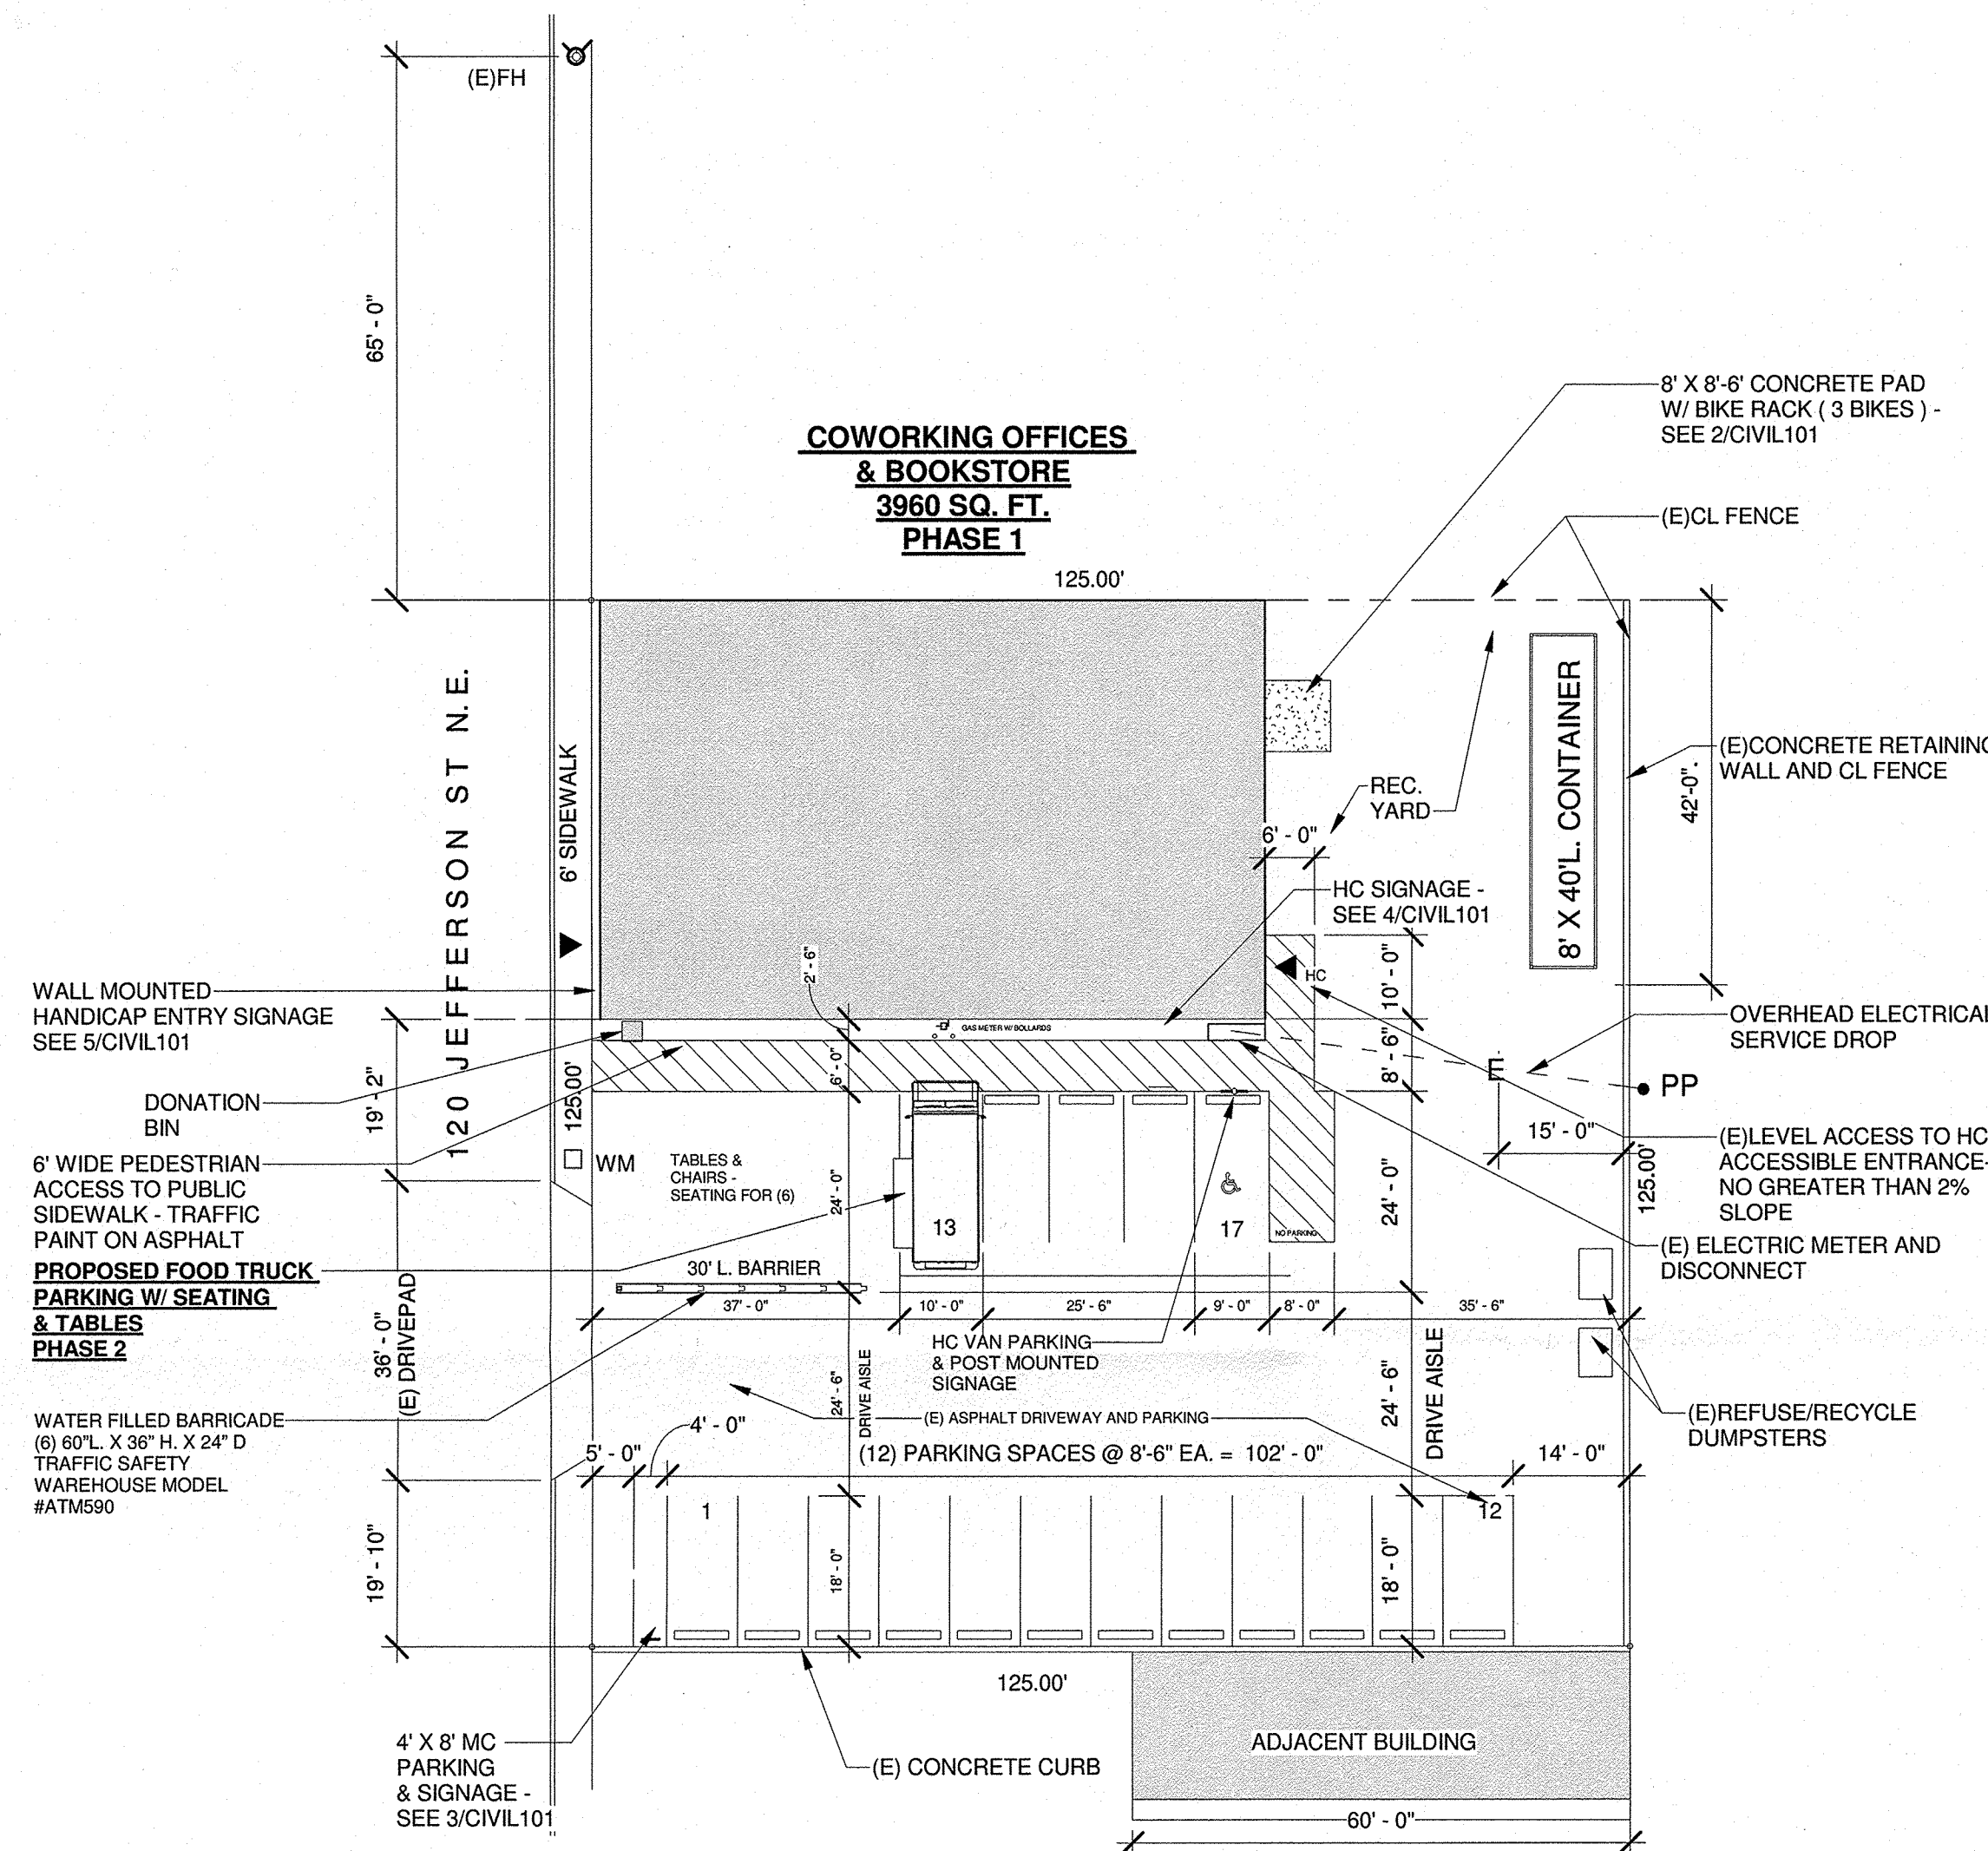 (E)FH
65' - 0"
COWORKING OFFICES
& BOOKSTORE
3960 SQ. FT.
PHASE 1
125.00'
8' X 8'-6' CONCRETE PAD
W/ BIKE RACK ( 3 BIKES ) -
SEE 2/CIVIL101
(E)CL FENCE
8' X 40'L. CONTAINER
(E)CONCRETE RETAINING
WALL AND CL FENCE
42'-0".
120 JEFFERSON ST N.E.
6' SIDEWALK
REC.
YARD
6' - 0"
HC SIGNAGE -
SEE 4/CIVIL101
HC
10' - 0"
2' - 6"
WALL MOUNTED
HANDICAP ENTRY SIGNAGE
SEE 5/CIVIL101
GAS METER W/ BOLLARDS
OVERHEAD ELECTRICAL
SERVICE DROP
8' - 6"
6' - 0"
E
PP
19' - 2"
125.00'
DONATION
BIN
15' - 0"
(E)LEVEL ACCESS TO HC
ACCESSIBLE ENTRANCE-
NO GREATER THAN 2%
SLOPE
125.00'
6' WIDE PEDESTRIAN
ACCESS TO PUBLIC
SIDEWALK - TRAFFIC
PAINT ON ASPHALT
WM
TABLES &
CHAIRS -
SEATING FOR (6)
24' - 0"
13
17
NO PARKING
24' - 0"
(E) ELECTRIC METER AND
DISCONNECT
PROPOSED FOOD TRUCK
PARKING W/ SEATING
& TABLES
PHASE 2
30' L. BARRIER
37' - 0"
10' - 0"
25' - 6"
9' - 0"
8' - 0"
35' - 6"
36' - 0"
(E) DRIVEPAD
HC VAN PARKING
& POST MOUNTED
SIGNAGE
24' - 6"
DRIVE AISLE
24' - 6"
DRIVE AISLE
WATER FILLED BARRICADE
(6) 60"L. X 36" H. X 24" D
TRAFFIC SAFETY
WAREHOUSE MODEL
#ATM590
(E) ASPHALT DRIVEWAY AND PARKING
(E)REFUSE/RECYCLE
DUMPSTERS
5' - 0"
4' - 0"
(12) PARKING SPACES @ 8'-6" EA. = 102' - 0"
14' - 0"
1
12
19' - 10"
18' - 0"
18' - 0"
125.00'
4' X 8' MC
PARKING
& SIGNAGE -
SEE 3/CIVIL101
(E) CONCRETE CURB
ADJACENT BUILDING
60' - 0"